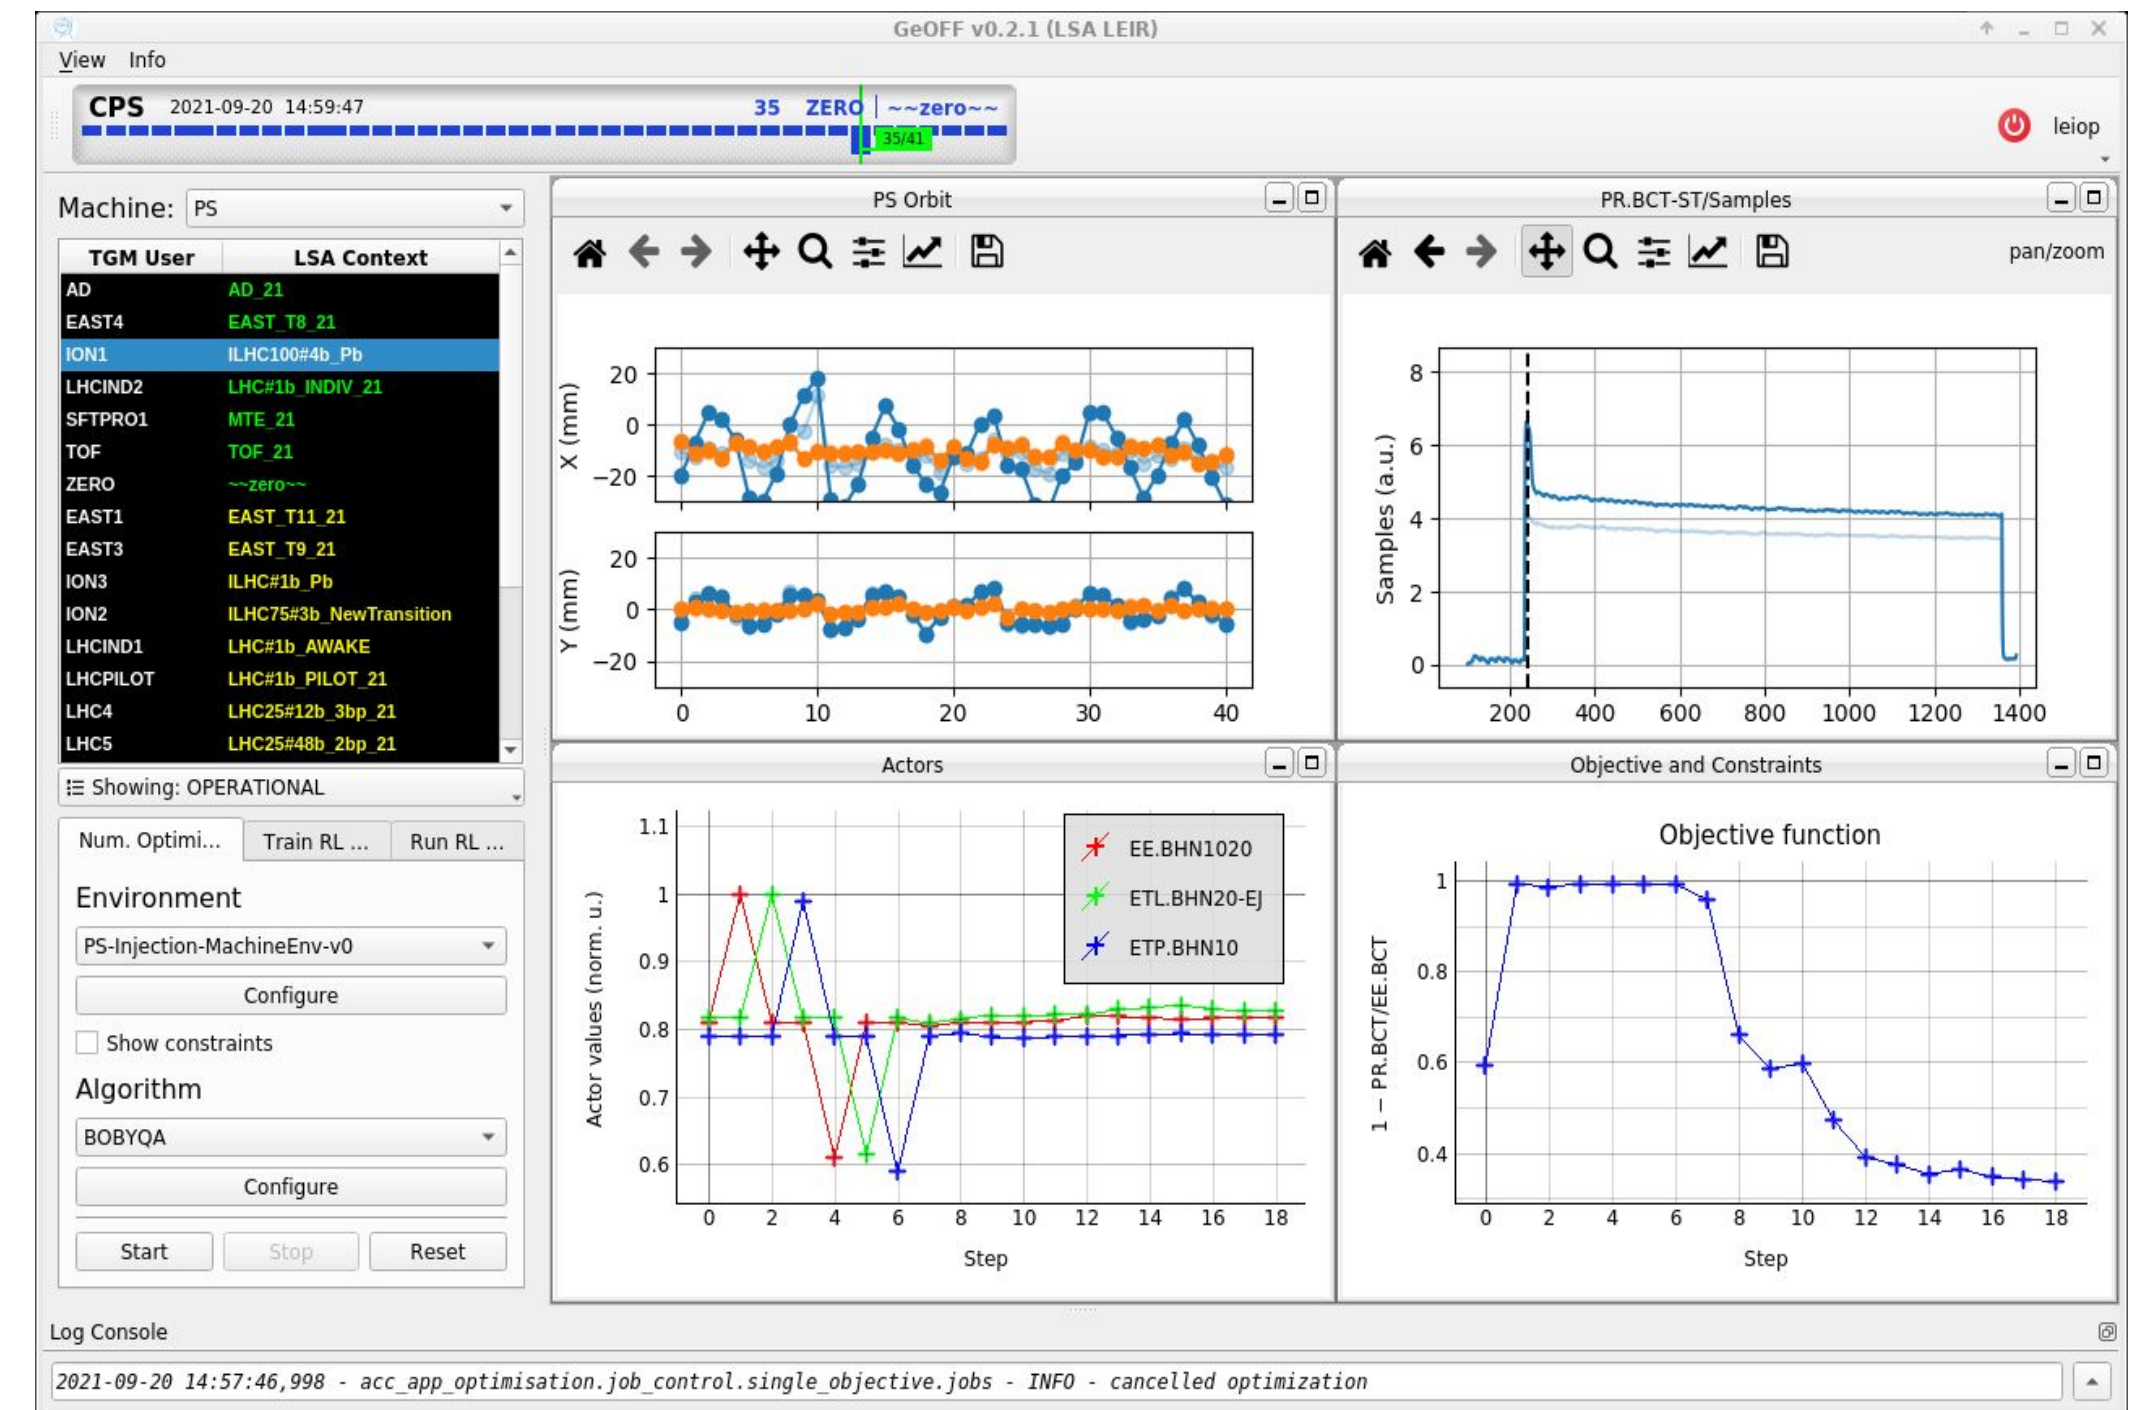 GeOFF v0.2.1 (LSA LEIR)
View Info
CPS 2021-09-20 14:59:47 35 ZERO | ~~zero~~
35/41
leiop
Machine: PS
TGM User LSA Context
AD AD_21
EAST4 EAST_T8_21
ION1 ILHC100#4b_Pb
LHCIND2 LHC#1b_INDIV_21
SFTPRO1 MTE_21
TOF TOF_21
ZERO ~~zero~~
EAST1 EAST_T11_21
EAST3 EAST_T9_21
ION3 ILHC#1b_Pb
ION2 ILHC75#3b_NewTransition
LHCIND1 LHC#1b_AWAKE
LHCPILOT LHC#1b_PILOT_21
LHC4 LHC25#12b_3bp_21
LHC5 LHC25#48b_2bp_21
Showing: OPERATIONAL
Num. Optimi... Train RL ... Run RL ...
Environment
PS-Injection-MachineEnv-v0
Configure
Show constraints
Algorithm
BOBYQA
Configure
Start Stop Reset
PS Orbit
X (mm)
20
0
−20
Y (mm)
20
0
−20
0 10 20 30 40
PR.BCT-ST/Samples
pan/zoom
Samples (a.u.)
8
6
4
2
0
200 400 600 800 1000 1200 1400
Actors
Actor values (norm. u.)
1.1
1
0.9
0.8
0.7
0.6
EE.BHN1020
ETL.BHN20-EJ
ETP.BHN10
0 2 4 6 8 10 12 14 16 18
Step
Objective and Constraints
Objective function
1 − PR.BCT/EE.BCT
1
0.8
0.6
0.4
0 2 4 6 8 10 12 14 16 18
Step
Log Console
2021-09-20 14:57:46,998 - acc_app_optimisation.job_control.single_objective.jobs - INFO - cancelled optimization